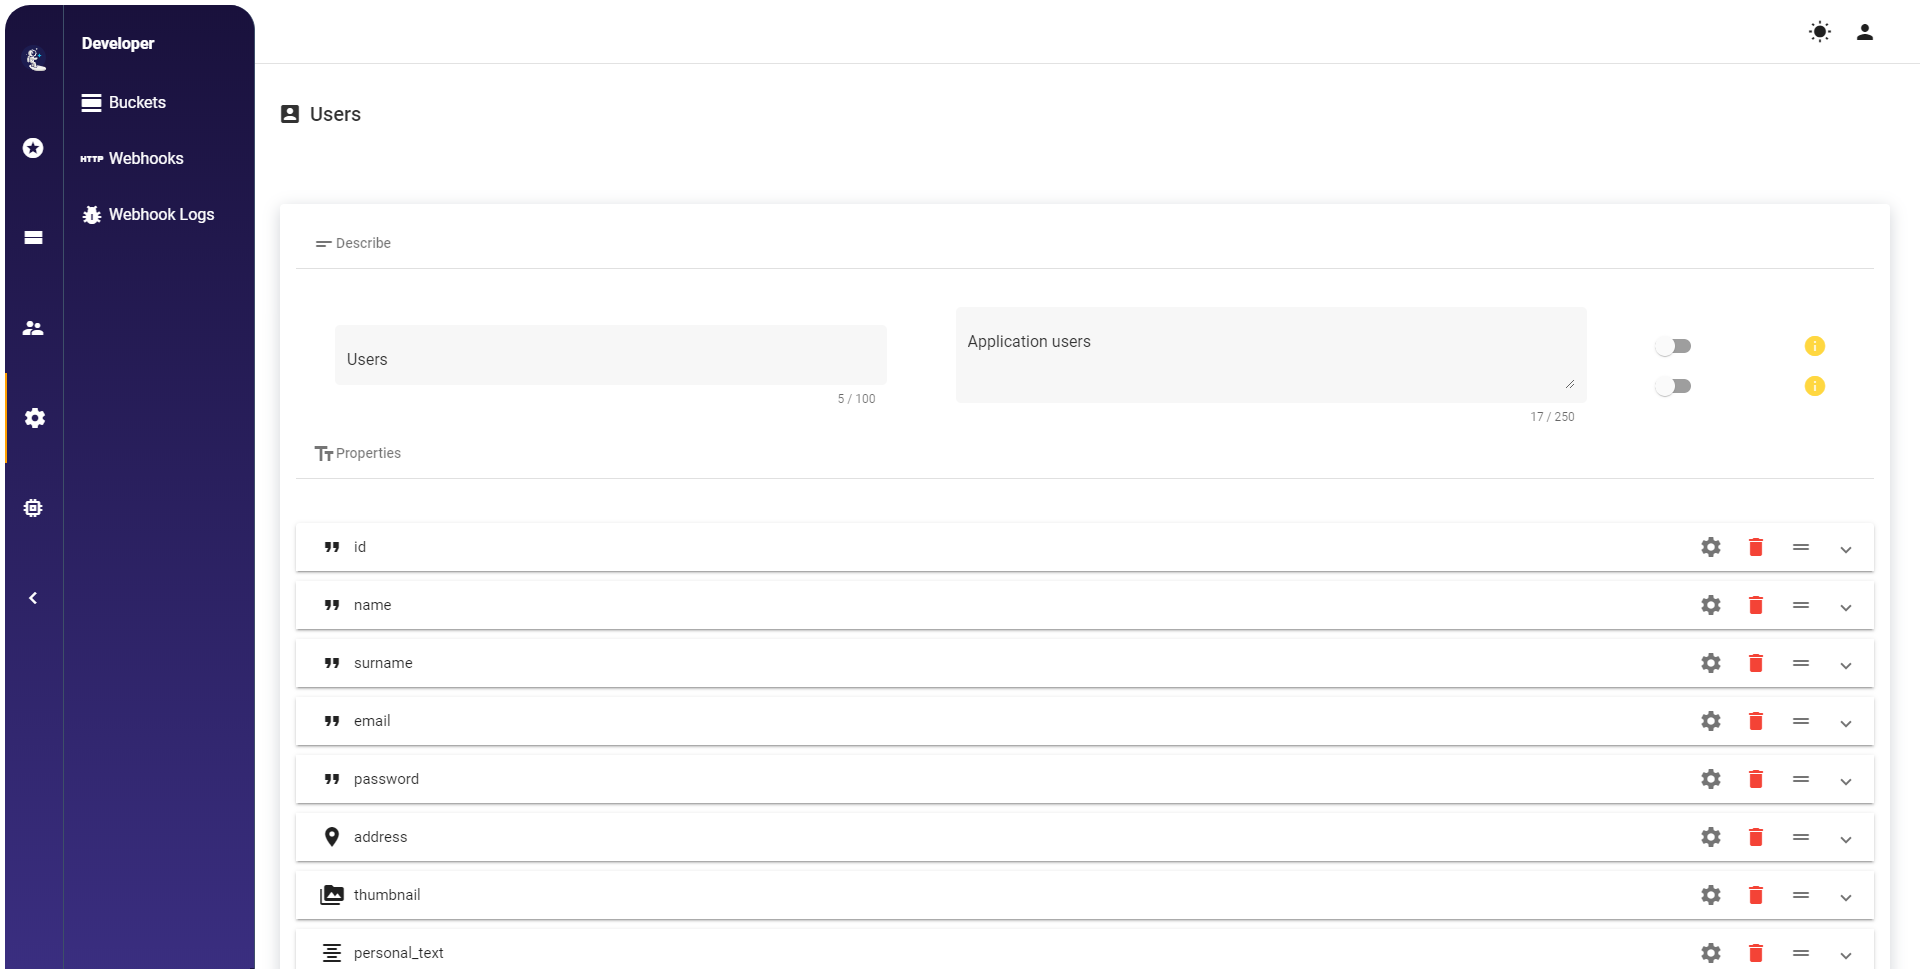 Developer
Buckets
HTTP Webhooks
Webhook Logs
Users
Describe
Users
5 / 100
Application users
17 / 250
Properties
id
name
surname
email
password
address
thumbnail
personal_text